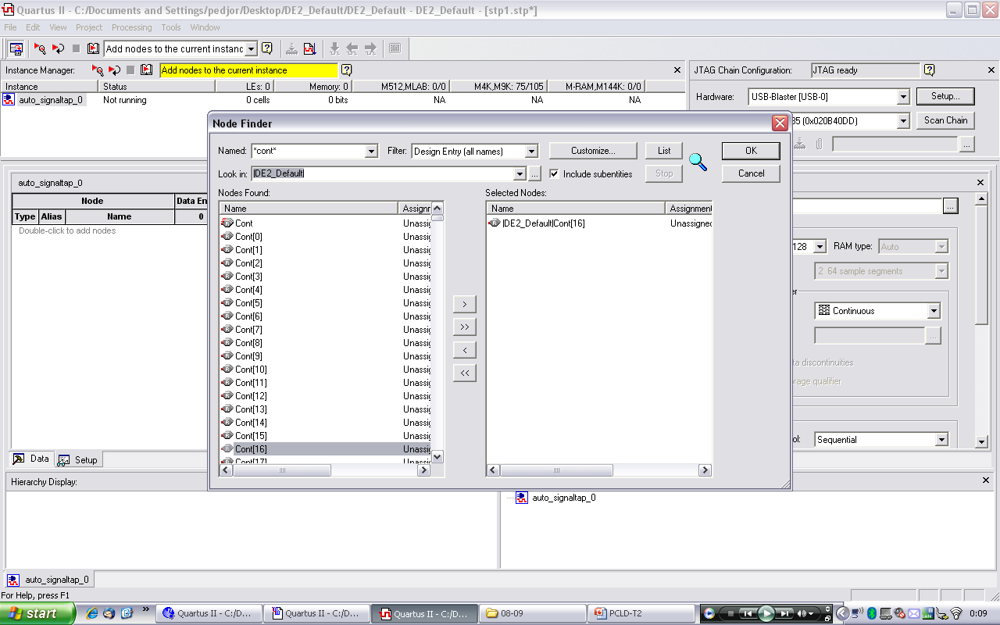 Quartus II - C:/Documents and Settings/pedjor/Desktop/DE2_Default/DE2_Default - DE2_Default - [stp1.stp*]
File Edit View Project Processing Tools Window
Add nodes to the current instanc
Instance Manager: Add nodes to the current instance
JTAG Chain Configuration: JTAG ready
Instance Status LEs: 0 Memory: 0 M512,MLAB: 0/0 M4K,M9K: 75/105 M-RAM,M144K: 0/0
auto_signaltap_0 Not running 0 cells 0 bits NA NA NA
Hardware: USB-Blaster [USB-0] Setup...
35 (0x020B40DD) Scan Chain
...
Node Finder
Named: *cont* Filter: Design Entry (all names) Customize... List OK
Look in: |DE2_Default| ... Include subentities Stop Cancel
Nodes Found: Selected Nodes:
Name Assignr Name Assignment
Cont Unassig |DE2_Default|Cont[16] Unassigned
Cont[0] Unassig
Cont[1] Unassig
Cont[2] Unassig
Cont[3] Unassig
Cont[4] Unassig
Cont[5] Unassig
Cont[6] Unassig
Cont[7] Unassig
Cont[8] Unassig
Cont[9] Unassig
Cont[10] Unassig
Cont[11] Unassig
Cont[12] Unassig
Cont[13] Unassig
Cont[14] Unassig
Cont[15] Unassig
Cont[16] Unassig
Cont[17] Unassig
>
>>
<
<<
auto_signaltap_0
Node Data En
Type Alias Name 0
Double-click to add nodes
...
128 RAM type: Auto
2 64 sample segments
er
Continuous
...
ta discontinuities
orage qualifier
ol: Sequential
Data Setup
Hierarchy Display:
auto_signaltap_0
auto_signaltap_0
For Help, press F1
start
Quartus II - C:/D... Quartus II - C:/D... Quartus II - C:/D... 08-09 PCLD-T2
0:09